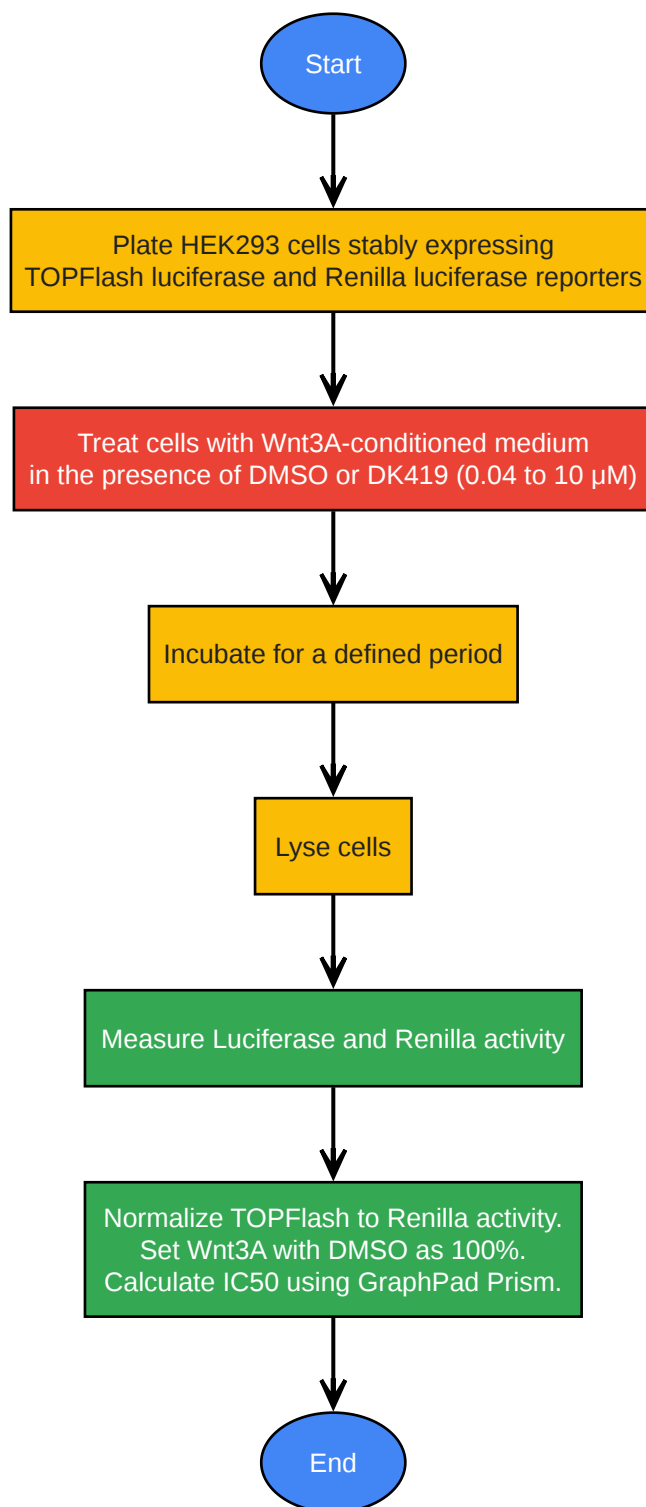 Start
Plate HEK293 cells stably expressing
TOPFlash luciferase and Renilla luciferase reporters
Treat cells with Wnt3A-conditioned medium
in the presence of DMSO or DK419 (0.04 to 10 μM)
Incubate for a defined period
Lyse cells
Measure Luciferase and Renilla activity
Normalize TOPFlash to Renilla activity.
Set Wnt3A with DMSO as 100%.
Calculate IC50 using GraphPad Prism.
End